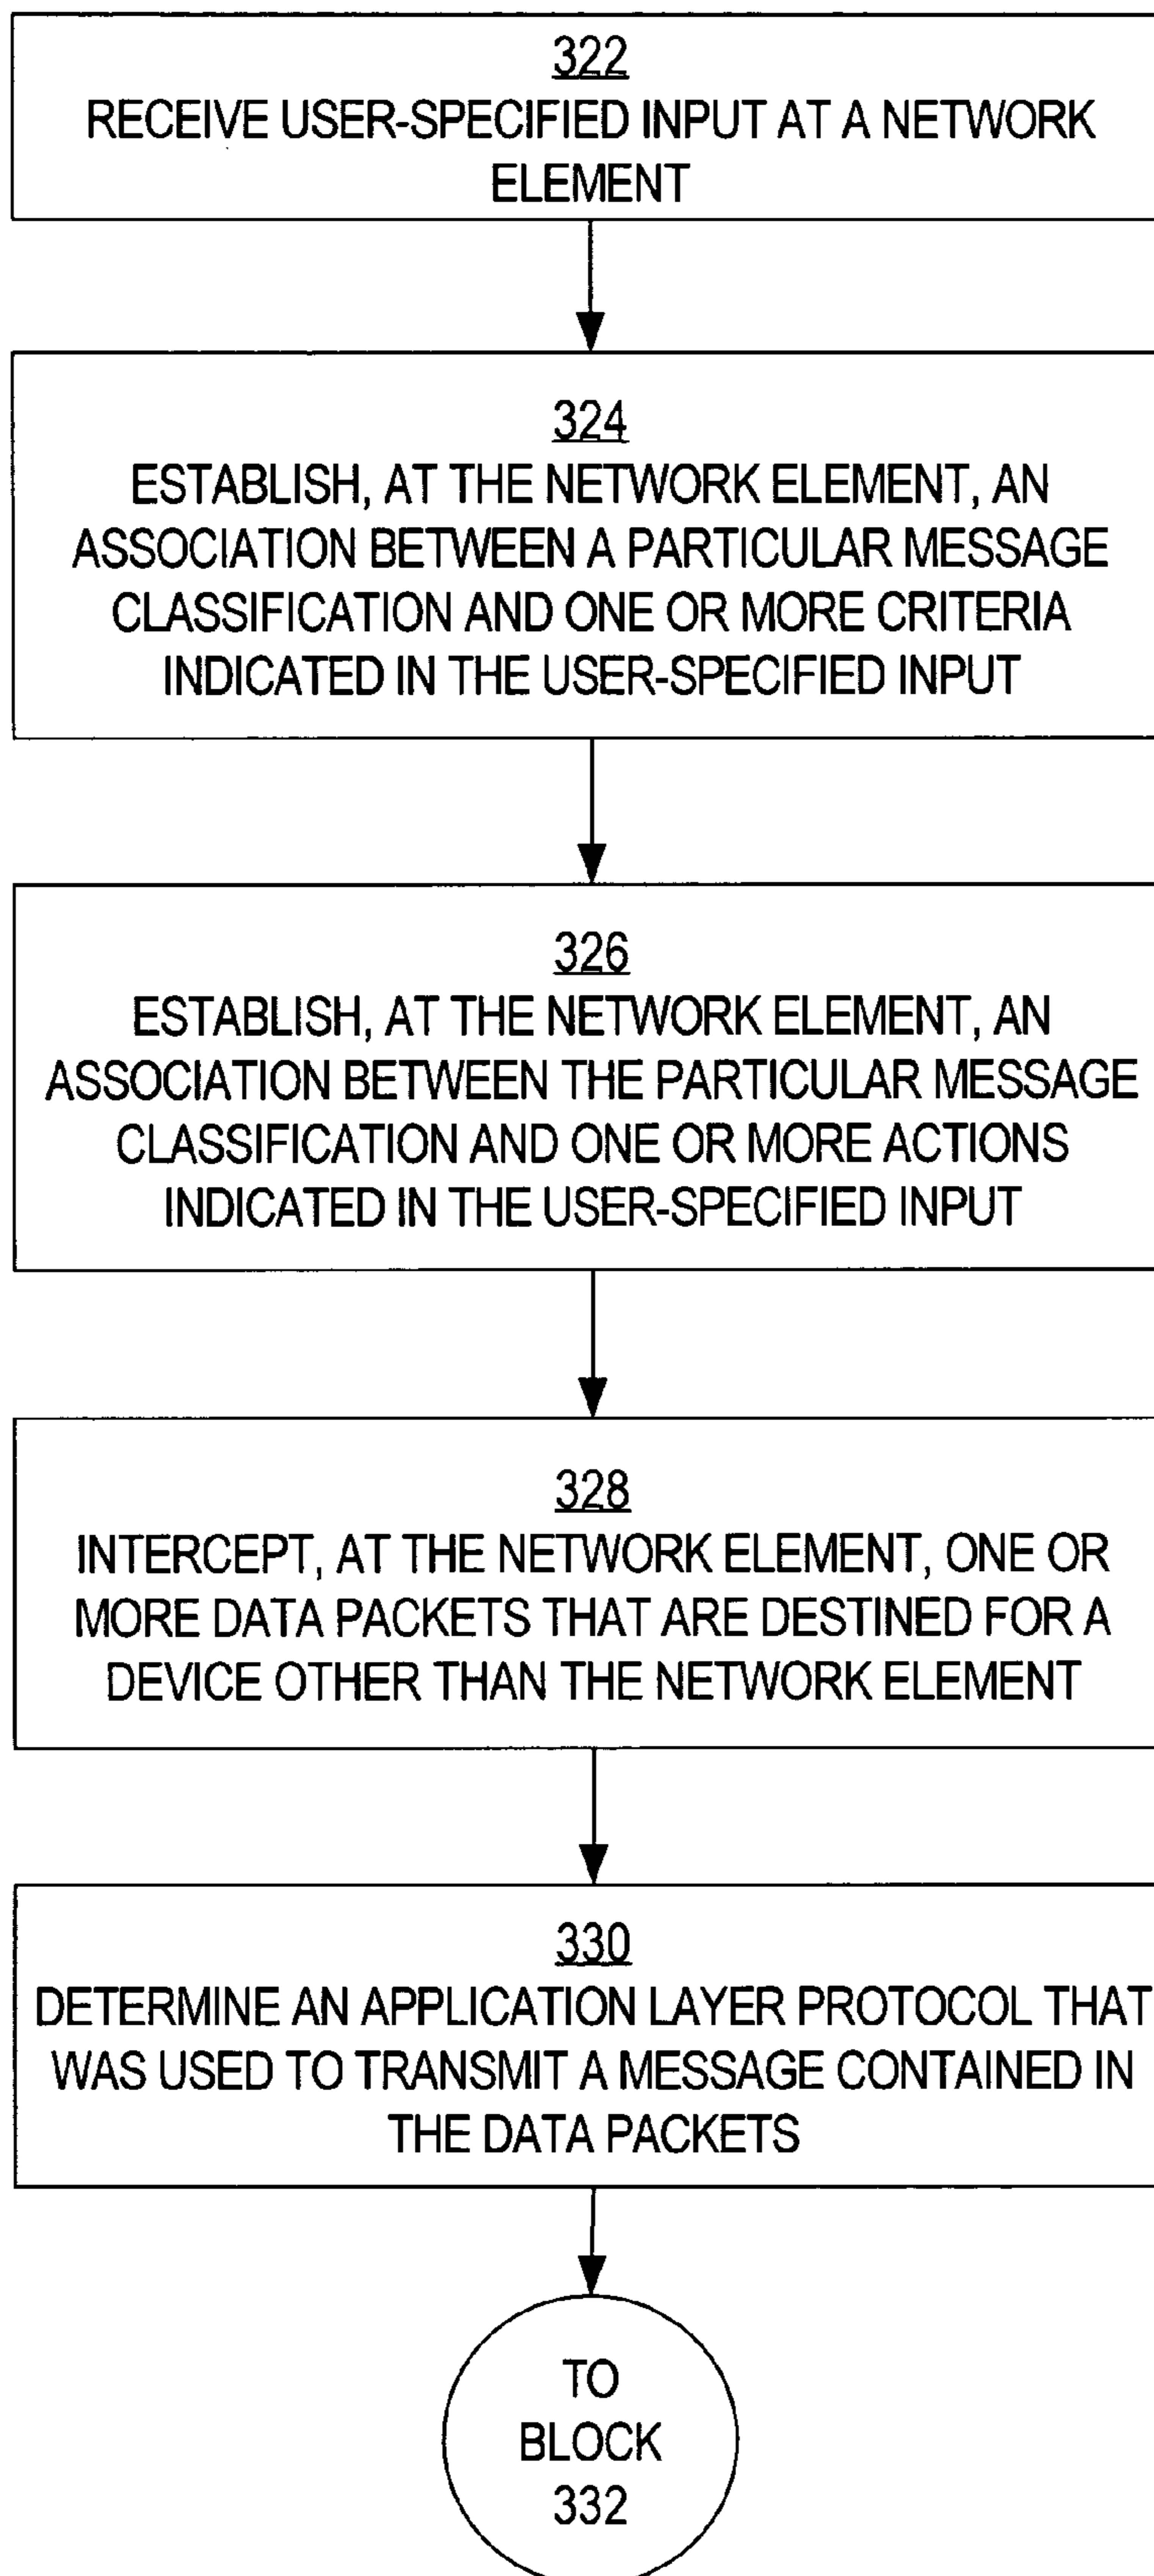 322
RECEIVE USER-SPECIFIED INPUT AT A NETWORK
ELEMENT
324
ESTABLISH, AT THE NETWORK ELEMENT, AN
ASSOCIATION BETWEEN A PARTICULAR MESSAGE
CLASSIFICATION AND ONE OR MORE CRITERIA
INDICATED IN THE USER-SPECIFIED INPUT
326
ESTABLISH, AT THE NETWORK ELEMENT, AN
ASSOCIATION BETWEEN THE PARTICULAR MESSAGE
CLASSIFICATION AND ONE OR MORE ACTIONS
INDICATED IN THE USER-SPECIFIED INPUT
328
INTERCEPT, AT THE NETWORK ELEMENT, ONE OR
MORE DATA PACKETS THAT ARE DESTINED FOR A
DEVICE OTHER THAN THE NETWORK ELEMENT
330
DETERMINE AN APPLICATION LAYER PROTOCOL THAT
WAS USED TO TRANSMIT A MESSAGE CONTAINED IN
THE DATA PACKETS
TO
BLOCK
332